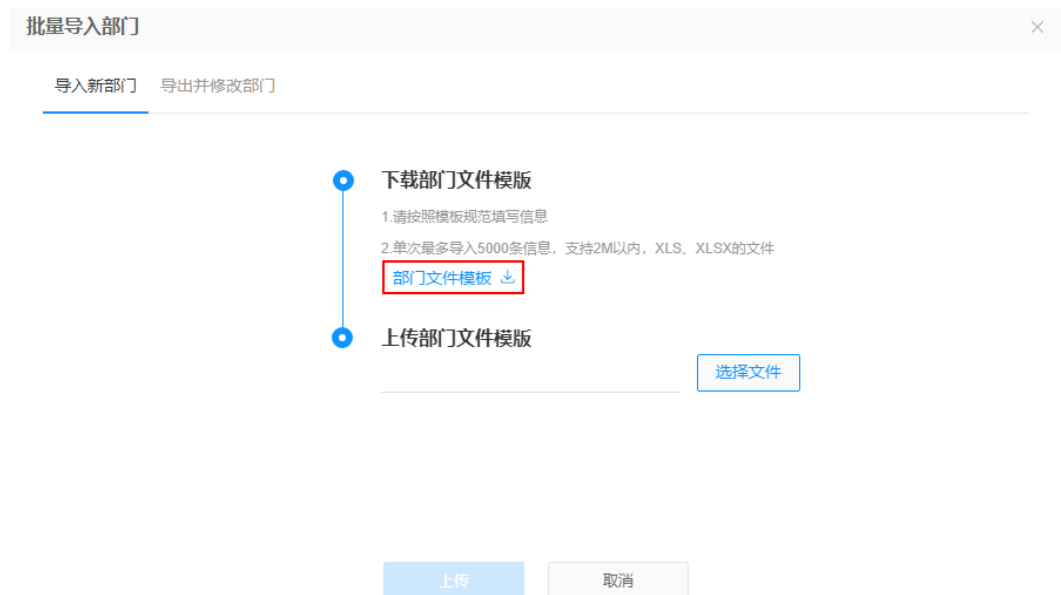 批量导入部门
导入新部门 导出并修改部门
下载部门文件模版
1.请按照模板规范填写信息
2.单次最多导入5000条信息，支持2M以内，XLS、XLSX的文件
部门文件模板
上传部门文件模版
选择文件
上传 取消